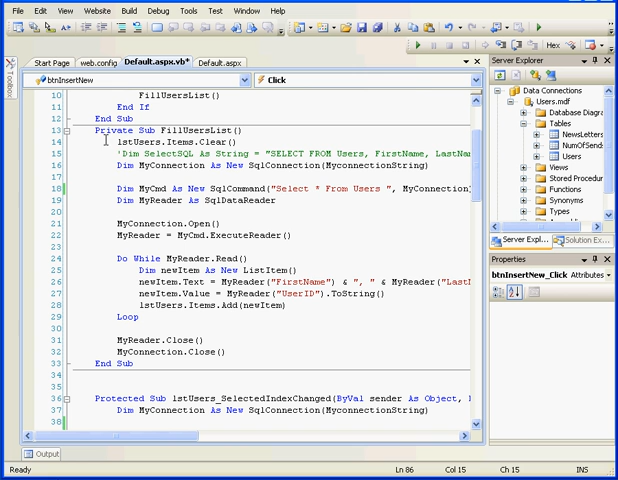 File Edit View Website Build Debug Tools Test Window Help
Hex
Start Page web.config Default.aspx.vb* Default.aspx
btnInsertNew Click
10 FillUsersList()
11 End If
12 End Sub
13 Private Sub FillUsersList()
14 lstUsers.Items.Clear()
15 'Dim SelectSQL As String = "SELECT FROM Users, FirstName, LastNam
16 Dim MyConnection As New SqlConnection(MyconnectionString)
17
18 Dim MyCmd As New SqlCommand("Select * From Users ", MyConnection)
19 Dim MyReader As SqlDataReader
20
21 MyConnection.Open()
22 MyReader = MyCmd.ExecuteReader()
23
24 Do While MyReader.Read()
25 Dim newItem As New ListItem()
26 newItem.Text = MyReader("FirstName") & ", " & MyReader("Last
27 newItem.Value = MyReader("UserID").ToString()
28 lstUsers.Items.Add(newItem)
29 Loop
30
31 MyReader.Close()
32 MyConnection.Close()
33 End Sub
34
35
36 Protected Sub lstUsers_SelectedIndexChanged(ByVal sender As Object,
37 Dim MyConnection As New SqlConnection(MyconnectionString)
38
Toolbox
Server Explorer
Data Connections
Users.mdf
Database Diagra
Tables
NewsLetters
NumOfSend
Users
Views
Stored Procedur
Functions
Synonyms
Types
Server Expl... Solution Ex...
Properties
btnInsertNew_Click Attributes
Output
Ready Ln 86 Col 15 Ch 15 INS